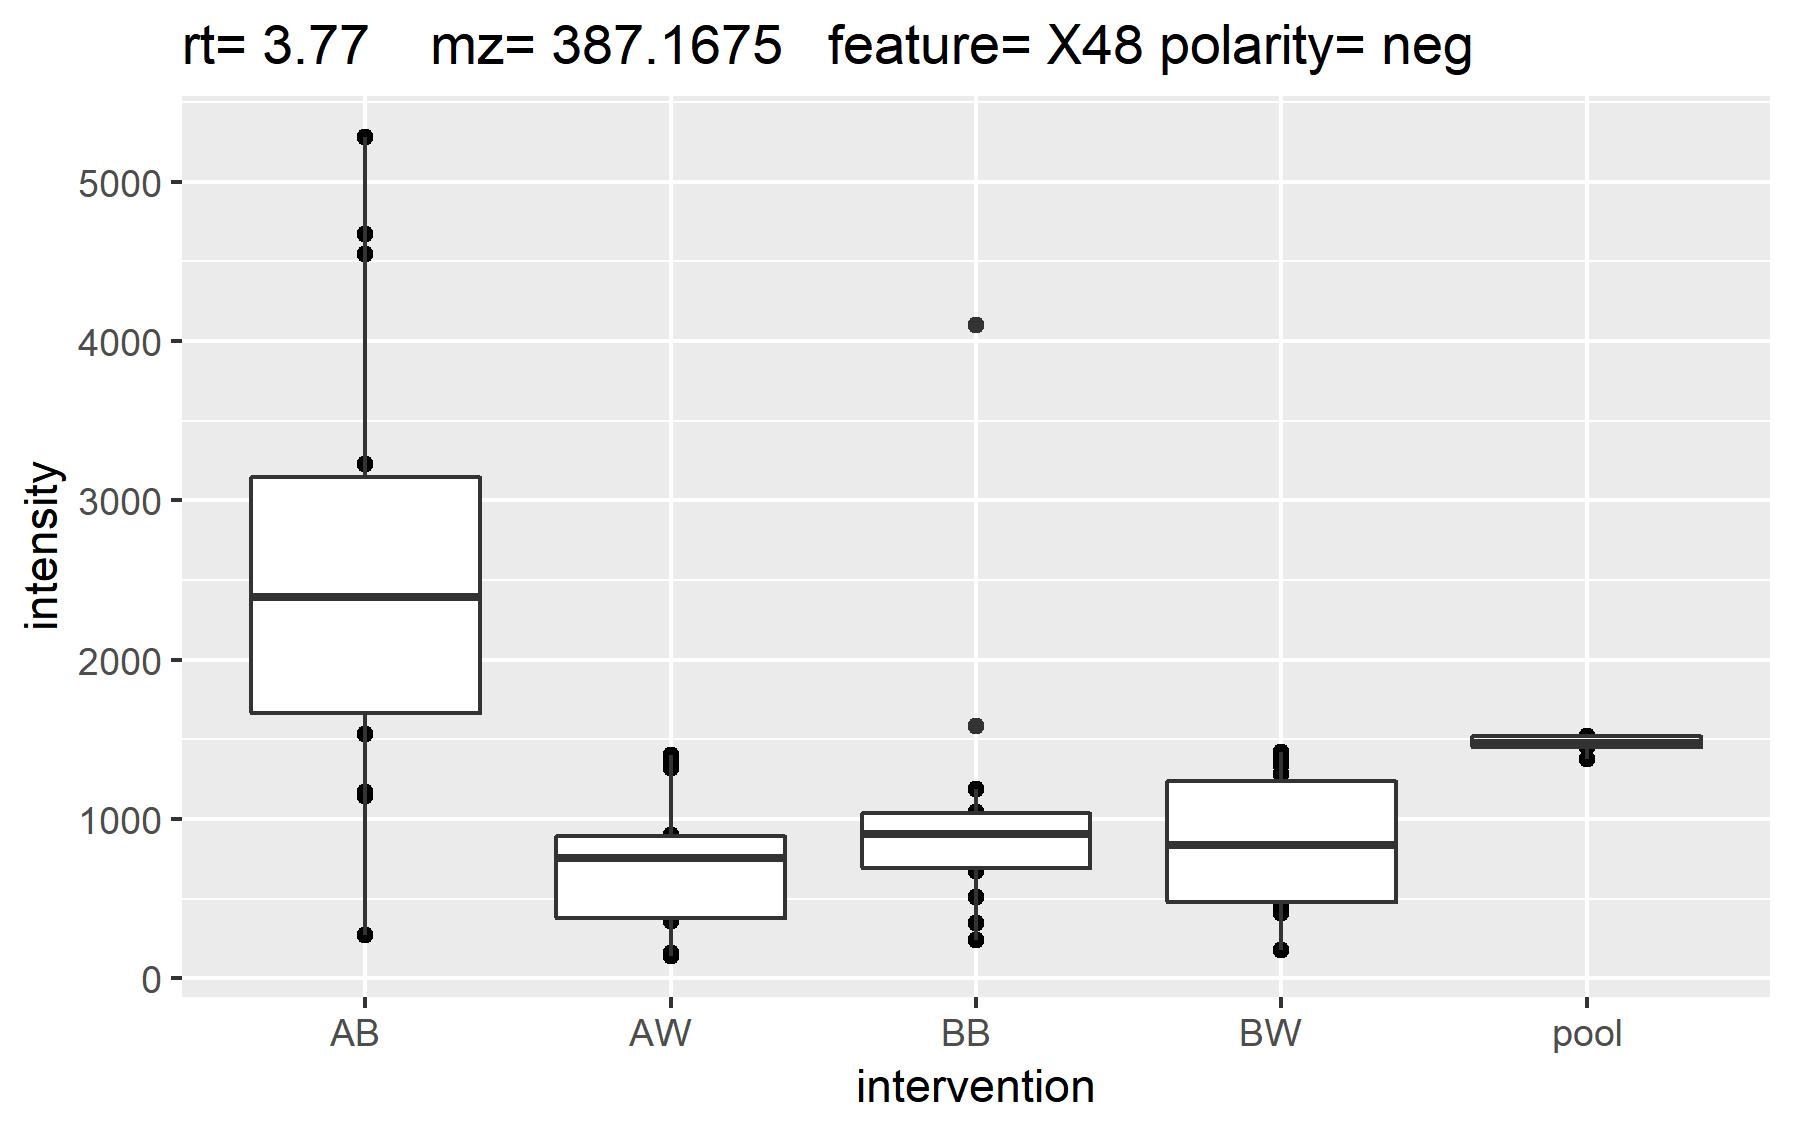 rt= 3.77 mz= 387.1675 feature= X48 polarity= neg
5000
4000
3000
2000
1000
0
intensity
AB AW BB BW pool
intervention